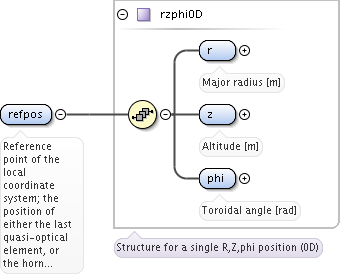 rzphi0D
r
Major radius [m]
refpos
z
Reference
point of the
local
coordinate
system; the
position of
either the last
quasi-optical
element, or
the horn...
Altitude [m]
phi
Toroidal angle [rad]
Structure for a single R,Z,phi position (0D)